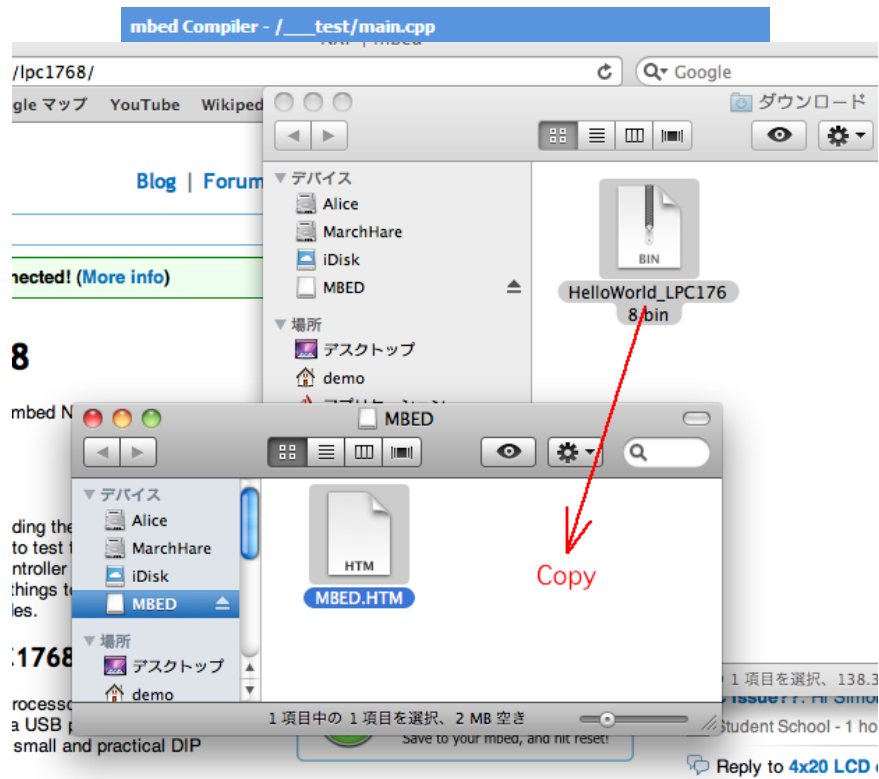 mbed Compiler - /___test/main.cpp
/lpc1768/
Google
gle マップ YouTube Wikiped
ダウンロード
Blog | Forum
nected! (More info)
8
mbed N
デバイス
Alice
MarchHare
iDisk
MBED
場所
デスクトップ
demo
BIN
HelloWorld_LPC176
8.bin
MBED
デバイス
Alice
MarchHare
iDisk
MBED
場所
デスクトップ
demo
HTM
MBED.HTM
Copy
1 項目中の 1 項目を選択、2 MB 空き
ding the
to test t
ntroller
things to
les.
1768
rocesso
a USB p
small and practical DIP
Save to your mbed, and hit reset!
1 項目を選択、138.3
Student School - 1 ho
Reply to 4x20 LCD